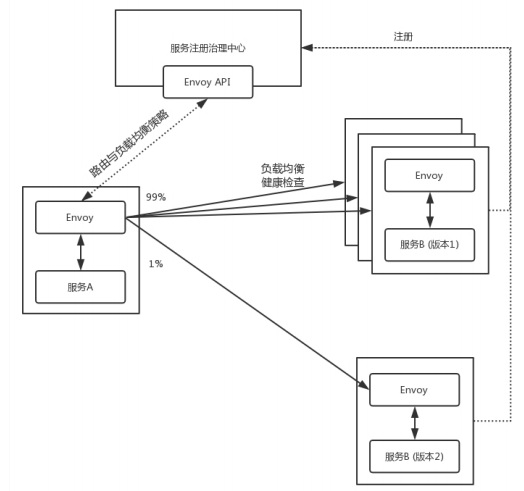 服务注册治理中心
Envoy API
注册
路由与负载均衡策略
99%
负载均衡
健康检查
Envoy
服务A
1%
Envoy
服务B (版本1)
Envoy
服务B (版本2)